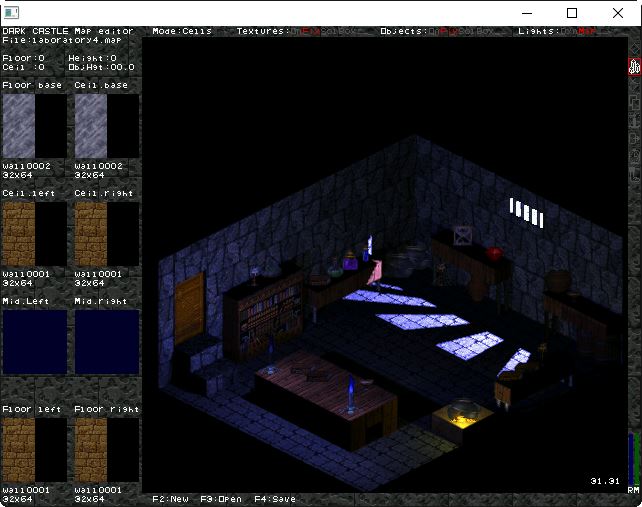 DARK CASTLE Map editor
File:laboratory4.map
Mode:Cells Textures: Objects: Lights:
Floor:0 Height:0
Ceil :0 ObjHgt:00.0
Floor base Ceil.base
Wall0002 Wall0002
32x64 32x64
Ceil.left Ceil.right
Wall0001 Wall0001
32x64 32x64
Mid.Left Mid.right
Floor left Floor right
Wall0001 Wall0001
32x64 32x64
31.31
RM
F2:New F3:Open F4:Save